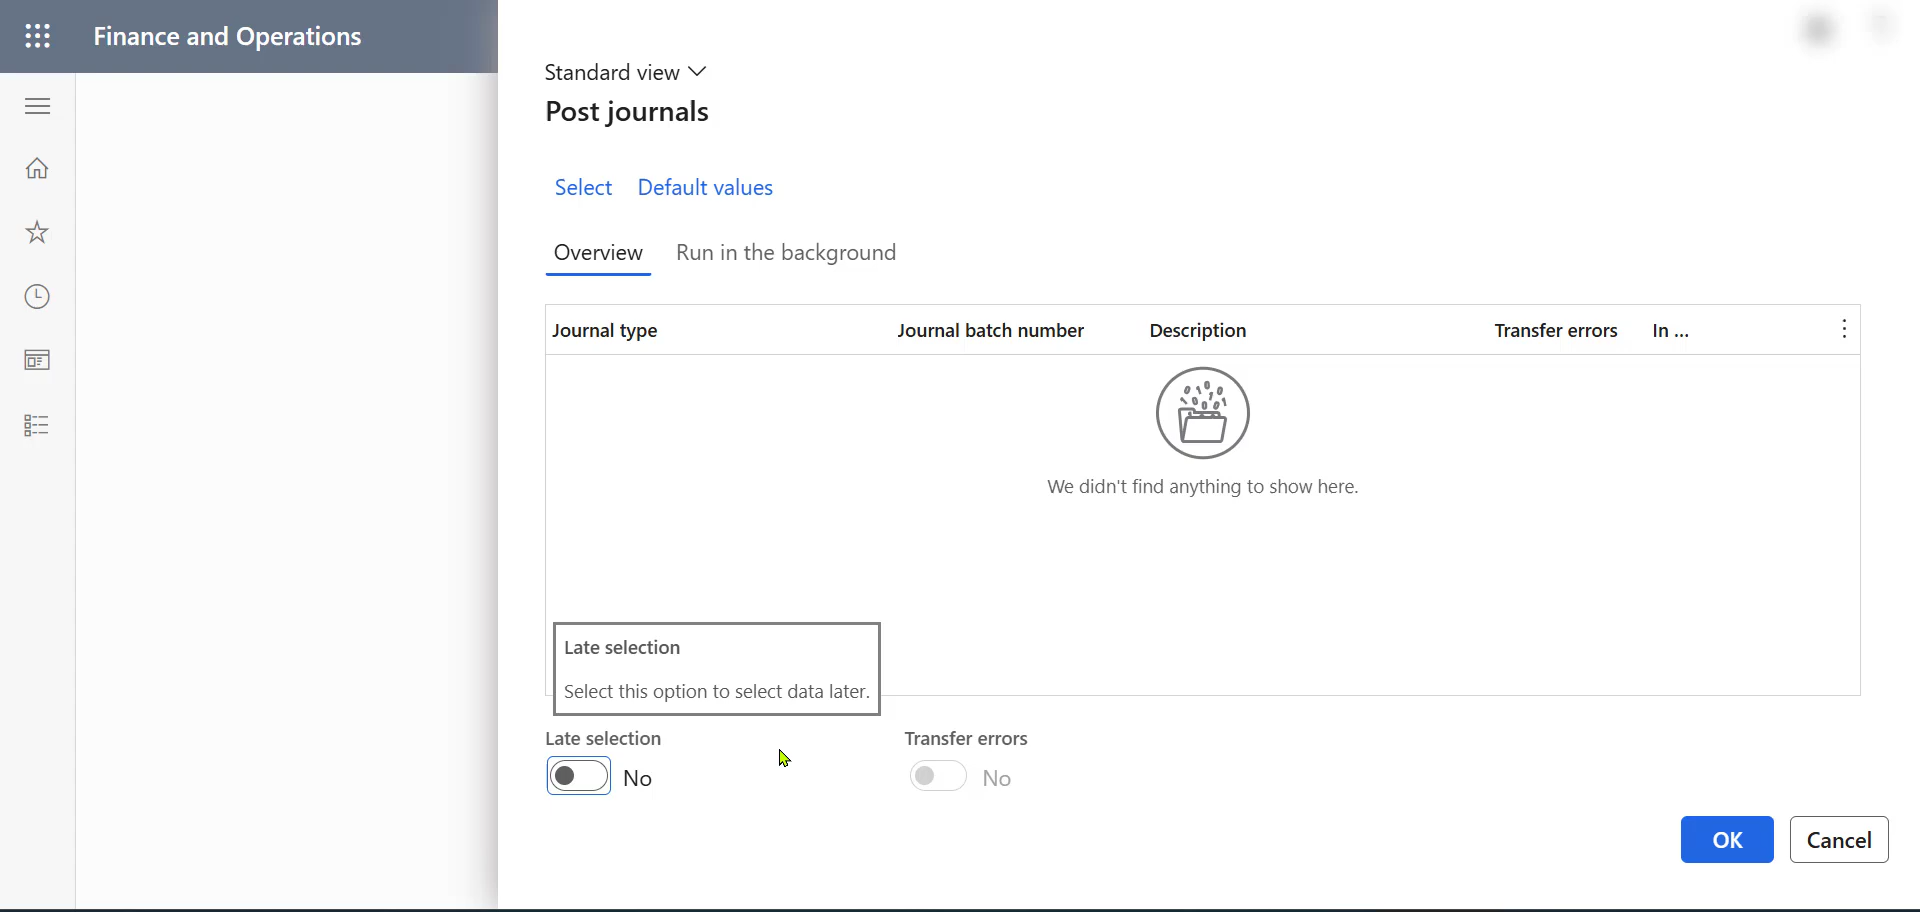 Finance and Operations
Standard view
Post journals
Select Default values
Overview Run in the background
Journal type Journal batch number Description Transfer errors In ...
We didn't find anything to show here.
Late selection
Select this option to select data later.
Late selection Transfer errors
No No
OK Cancel